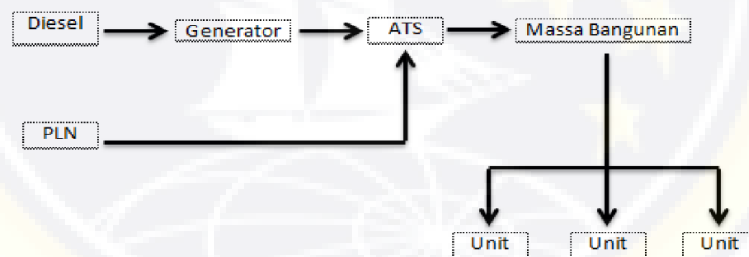 Diesel
Generator
ATS
Massa Bangunan
PLN
Unit
Unit
Unit